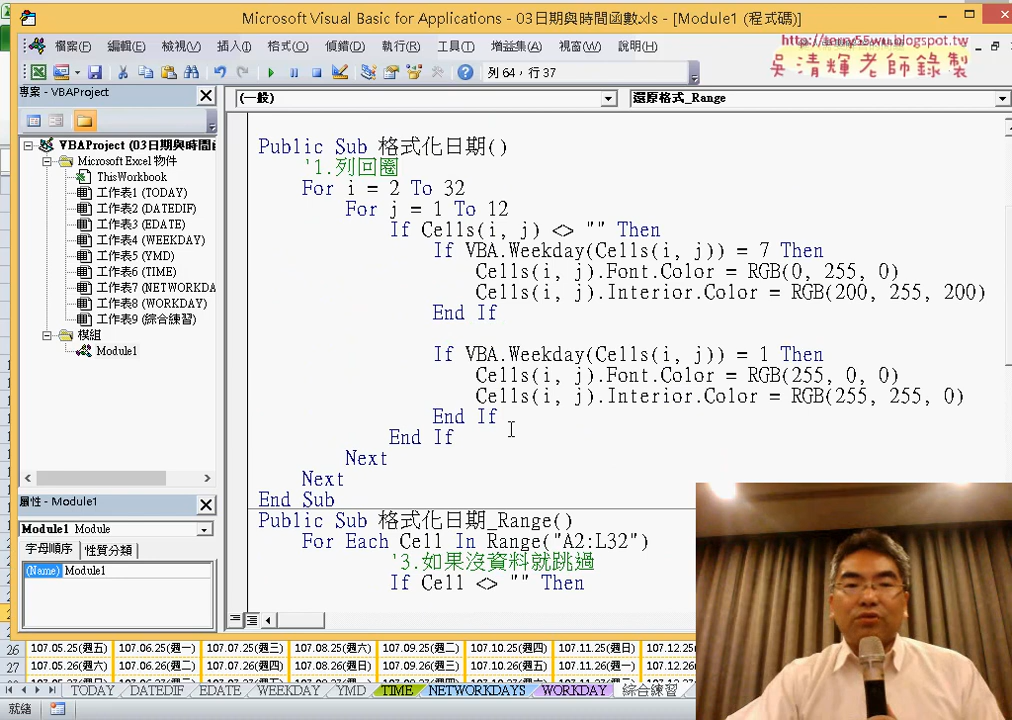 Microsoft Visual Basic for Applications - 03日期與時間函數.xls - [Module1 (程式碼)]
檔案(F) 編輯(E) 檢視(V) 插入(I) 格式(O) 偵錯(D) 執行(R) 工具(T) 增益集(A) 視窗(W) 說明(H)
http://terry55wu.blogspot.tw
吳清輝老師錄製
列 64，行 37
專案 - VBAProject
(一般)
還原格式_Range
VBAProject (03日期與時間
Microsoft Excel 物件
ThisWorkbook
工作表1 (TODAY)
工作表2 (DATEDIF)
工作表3 (EDATE)
工作表4 (WEEKDAY)
工作表5 (YMD)
工作表6 (TIME)
工作表7 (NETWORKDA
工作表8 (WORKDAY)
工作表9 (綜合練習)
模組
Module1
Public Sub 格式化日期()
'1.列回圈
For i = 2 To 32
For j = 1 To 12
If Cells(i, j) <> "" Then
If VBA.Weekday(Cells(i, j)) = 7 Then
Cells(i, j).Font.Color = RGB(0, 255, 0)
Cells(i, j).Interior.Color = RGB(200, 255, 200)
End If
If VBA.Weekday(Cells(i, j)) = 1 Then
Cells(i, j).Font.Color = RGB(255, 0, 0)
Cells(i, j).Interior.Color = RGB(255, 255, 0)
End If
End If
Next
Next
End Sub
Public Sub 格式化日期_Range()
For Each Cell In Range("A2:L32")
'3.如果沒資料就跳過
If Cell <> "" Then
屬性 - Module1
Module1 Module
字母順序 性質分類
(Name) Module1
26 107.05.25(週五) 107.06.25(週一) 107.07.25(週三) 107.08.25(週六) 107.09.25(週二) 107.10.25(週四) 107.11.25(週日) 107.12.25
27 107.05.26(週六) 107.06.26(週二) 107.07.26(週四) 107.08.26(週日) 107.09.26(週三) 107.10.26(週五) 107.11.26(週一) 107.12.26
TODAY DATEDIF EDATE WEEKDAY YMD TIME NETWORKDAYS WORKDAY 綜合練習
就緒